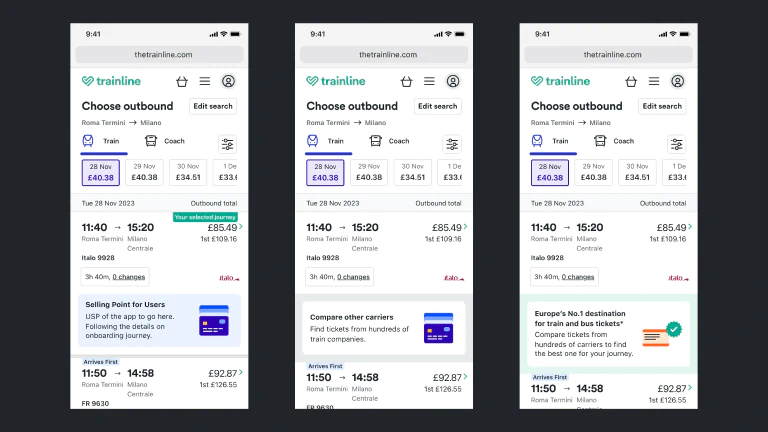 9:41
thetrainline.com
trainline
Choose outbound
Edit search
Roma Termini → Milano
Train
Coach
28 Nov
29 Nov
30 Nov
1 De
£40.38
£40.38
£34.51
£33.6
Tue 28 Nov 2023
Outbound total
Your selected journey
11:40 → 15:20
£85.49
Roma Termini Milano Centrale
1st £109.16
Italo 9928
3h 40m, 0 changes
italo
Selling Point for Users
USP of the app to go here.
Following the details on
onboarding journey.
Arrives First
11:50 → 14:58
£92.87
Roma Termini Milano Centrale
1st £126.55
FR 9630
9:41
thetrainline.com
trainline
Choose outbound
Edit search
Roma Termini → Milano
Train
Coach
28 Nov
29 Nov
30 Nov
1 De
£40.38
£40.38
£34.51
£33.6
Tue 28 Nov 2023
Outbound total
11:40 → 15:20
£85.49
Roma Termini Milano Centrale
1st £109.16
Italo 9928
3h 40m, 0 changes
italo
Compare other carriers
Find tickets from hundreds of
train companies.
Arrives First
11:50 → 14:58
£92.87
Roma Termini Milano Centrale
1st £126.55
FR 9630
9:41
thetrainline.com
trainline
Choose outbound
Edit search
Roma Termini → Milano
Train
Coach
28 Nov
29 Nov
30 Nov
1 De
£40.38
£40.38
£34.51
£33.6
Tue 28 Nov 2023
Outbound total
11:40 → 15:20
£85.49
Roma Termini Milano Centrale
1st £109.16
Italo 9928
3h 40m, 0 changes
italo
Europe's No.1 destination
for train and bus tickets*
Compare tickets from
hundreds of carriers to find
the best one for your journey.
Arrives First
11:50 → 14:58
£92.87
Roma Termini Milano Centrale
1st £126.55